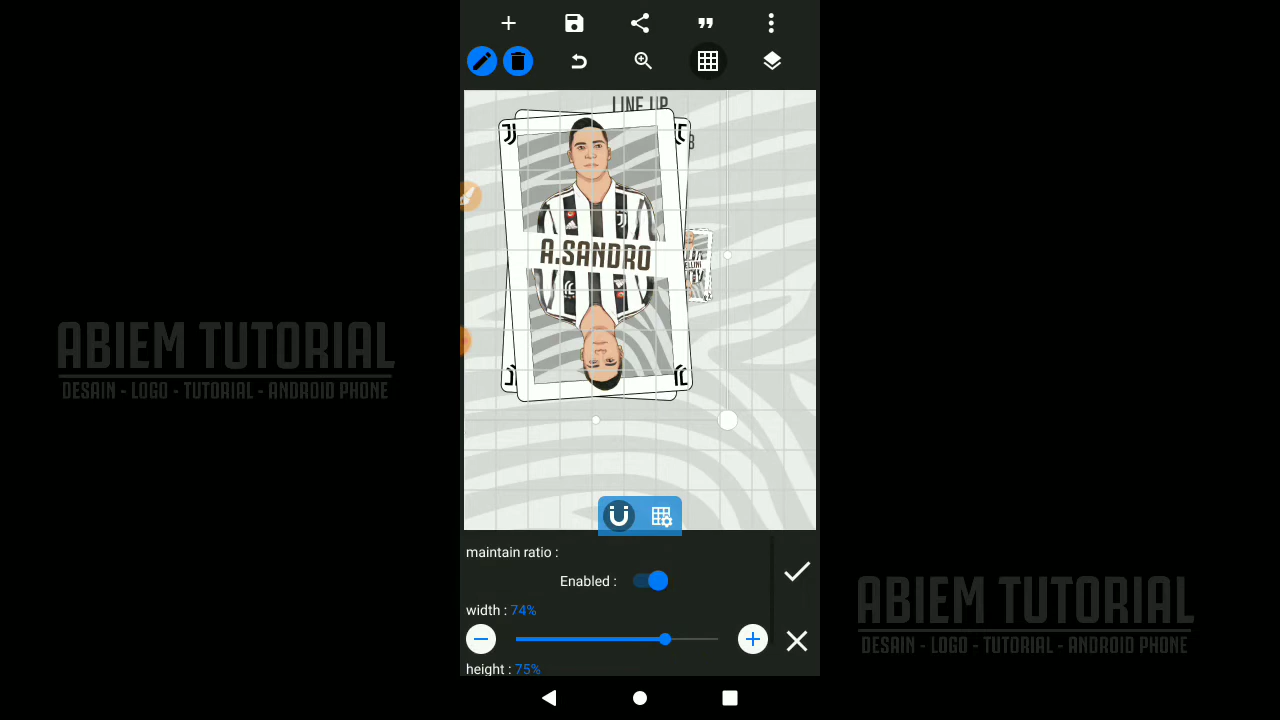 LINE UP
A.SANDRO
maintain ratio :
Enabled :
width : 74%
height : 75%
ABIEM TUTORIAL
DESAIN - LOGO - TUTORIAL - ANDROID PHONE
ABIEM TUTORIAL
DESAIN - LOGO - TUTORIAL - ANDROID PHONE